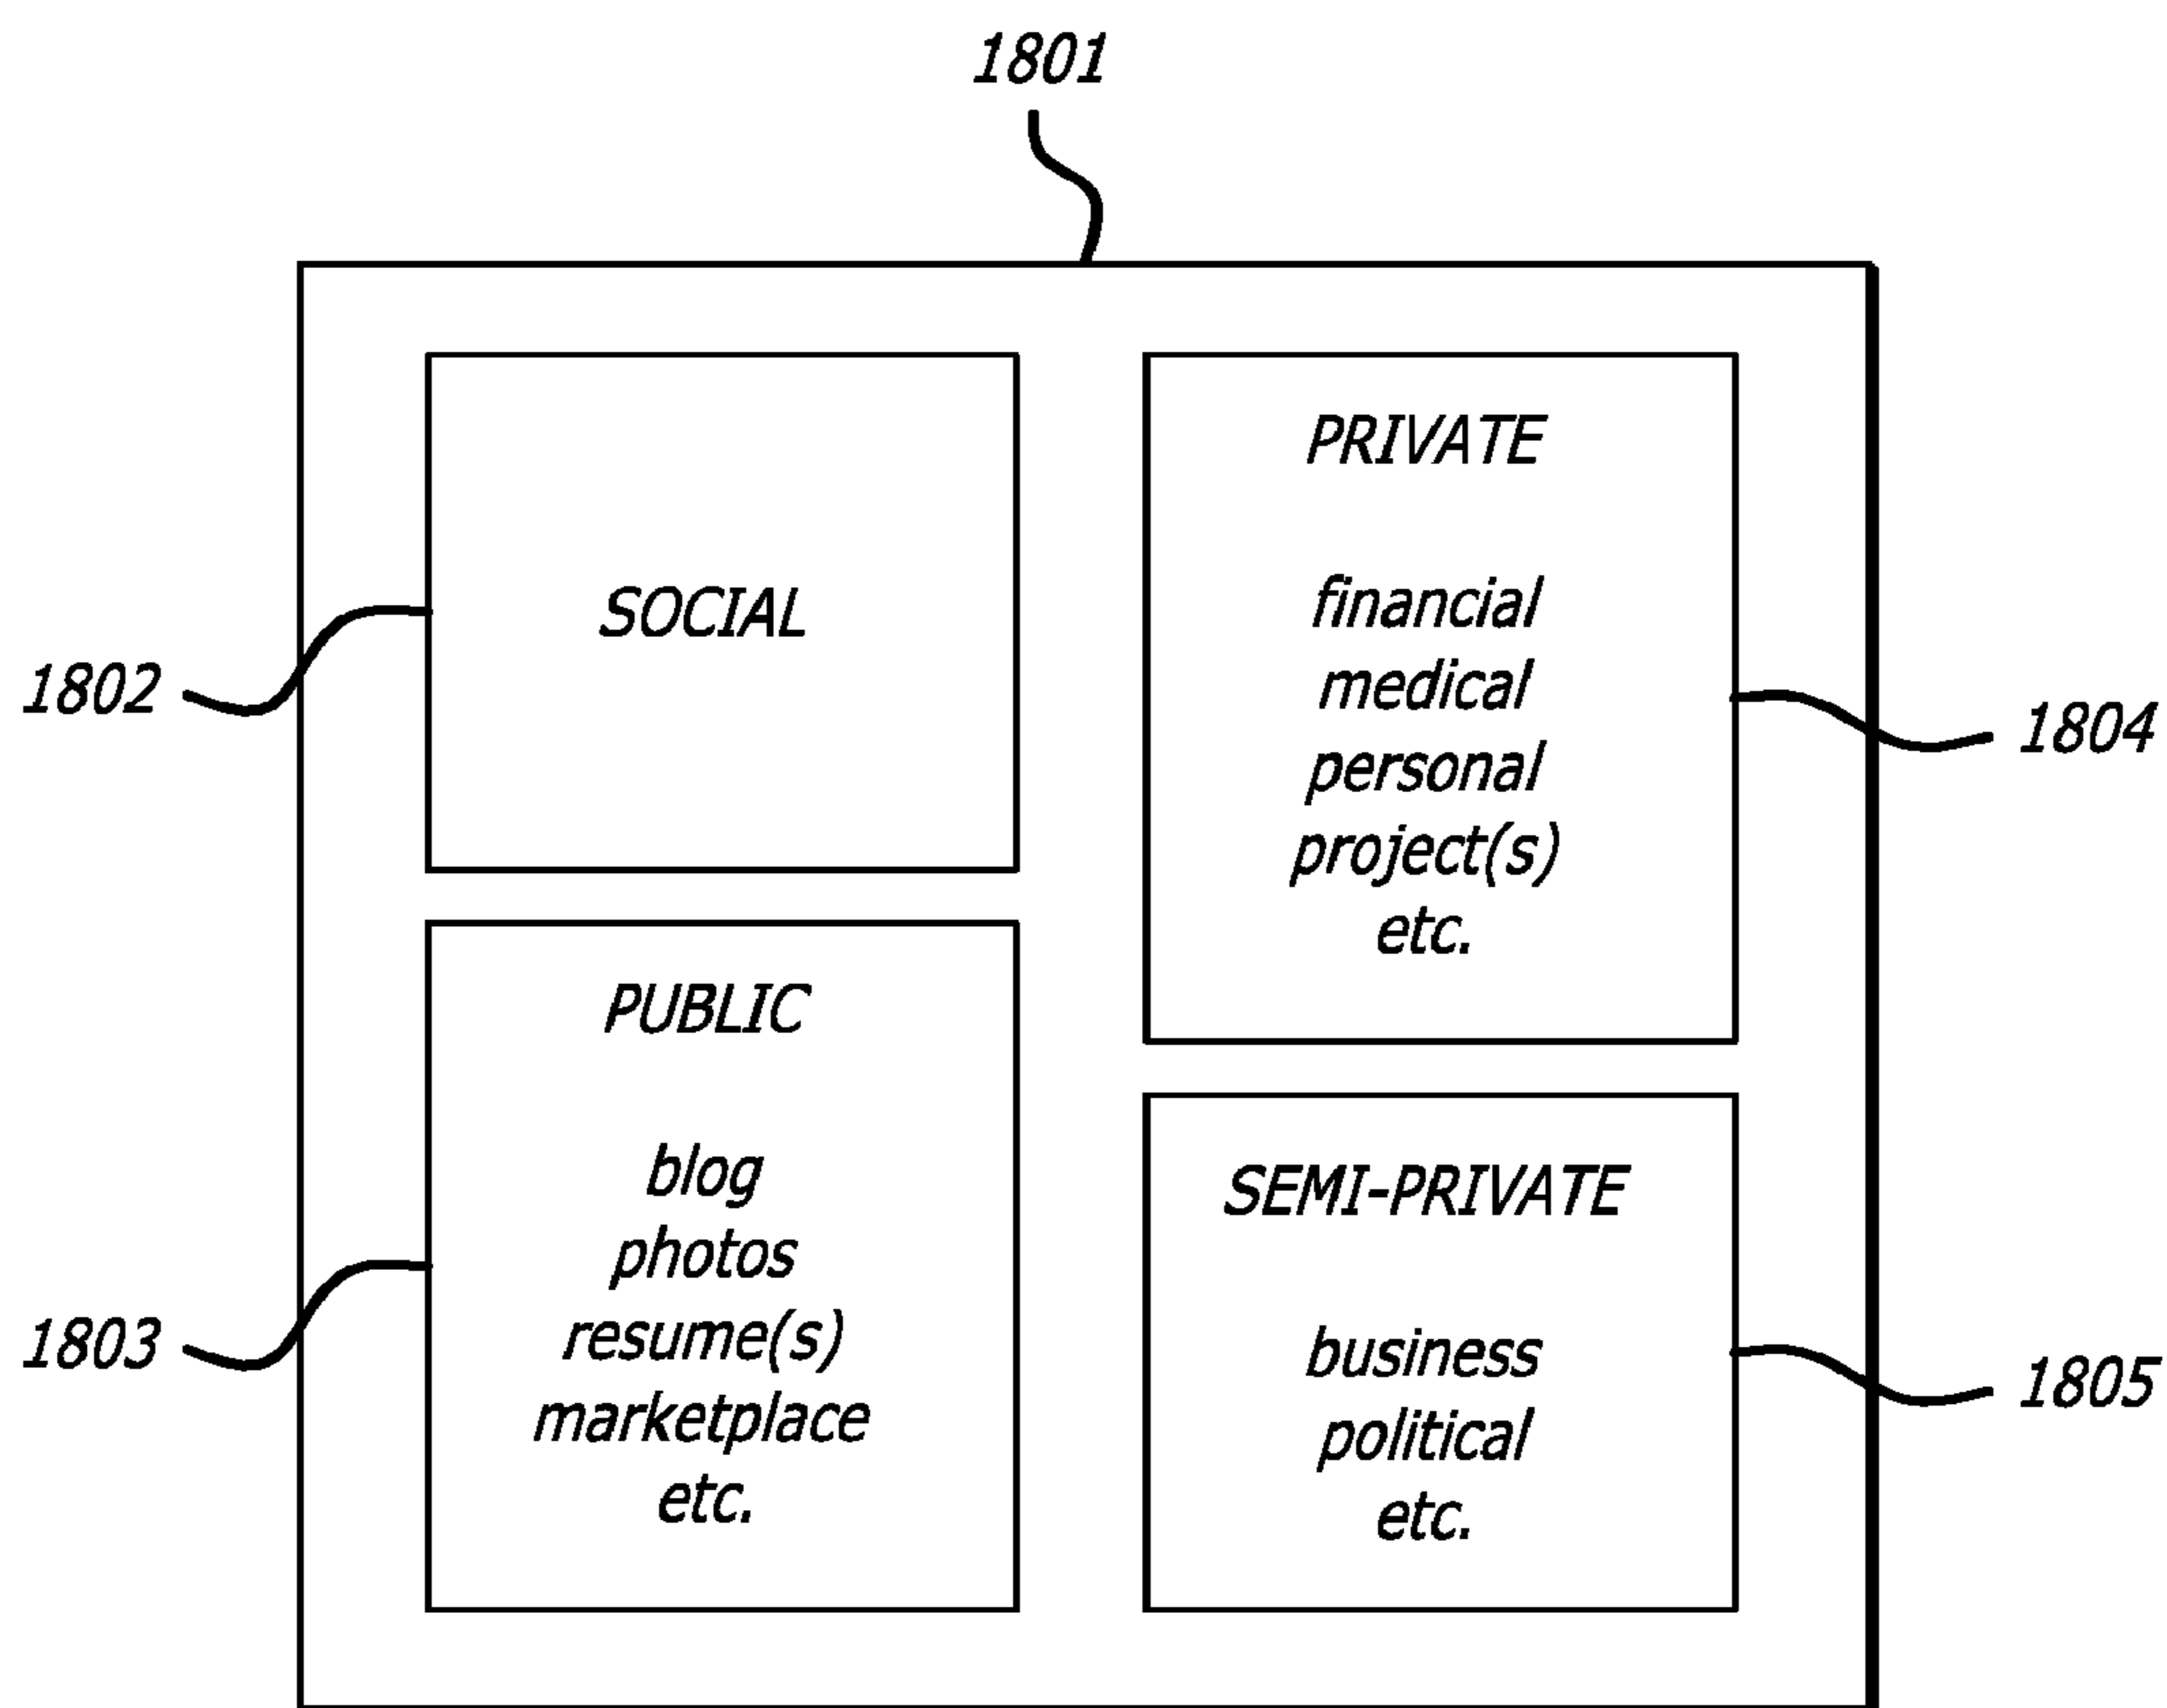 1801
SOCIAL
1802
PUBLIC
blog
photos
resume(s)
marketplace
etc.
1803
PRIVATE
financial
medical
personal
project(s)
etc.
1804
SEMI-PRIVATE
business
political
etc.
1805